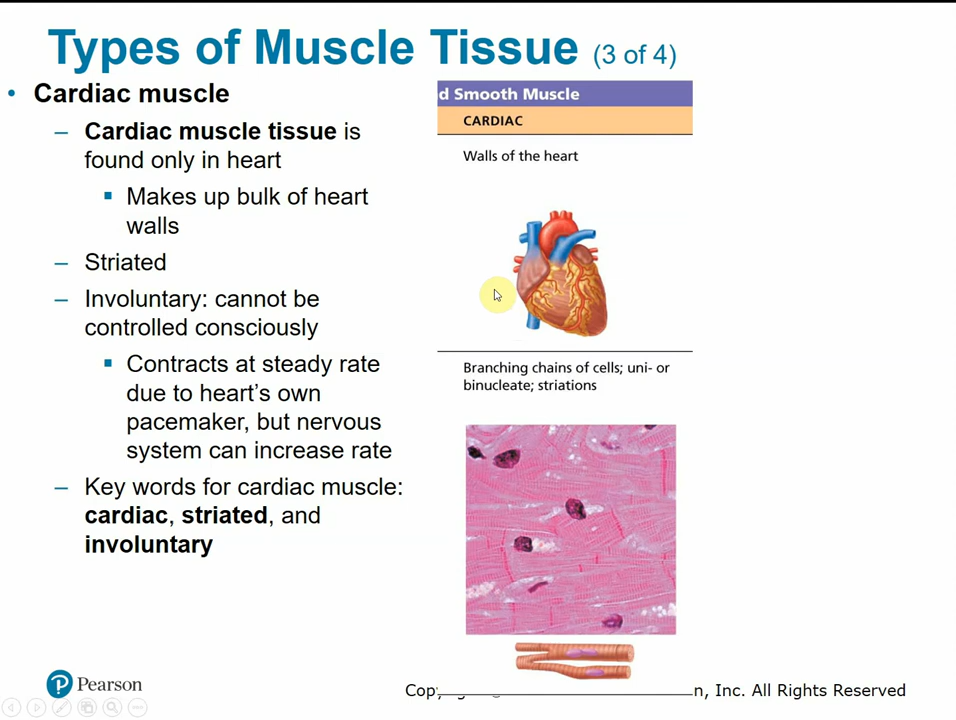 Types of Muscle Tissue (3 of 4)
• Cardiac muscle
– Cardiac muscle tissue is
found only in heart
▪ Makes up bulk of heart
walls
– Striated
– Involuntary: cannot be
controlled consciously
▪ Contracts at steady rate
due to heart’s own
pacemaker, but nervous
system can increase rate
– Key words for cardiac muscle:
cardiac, striated, and
involuntary
d Smooth Muscle
CARDIAC
Walls of the heart
Branching chains of cells; uni- or
binucleate; striations
P Pearson
n, Inc. All Rights Reserved